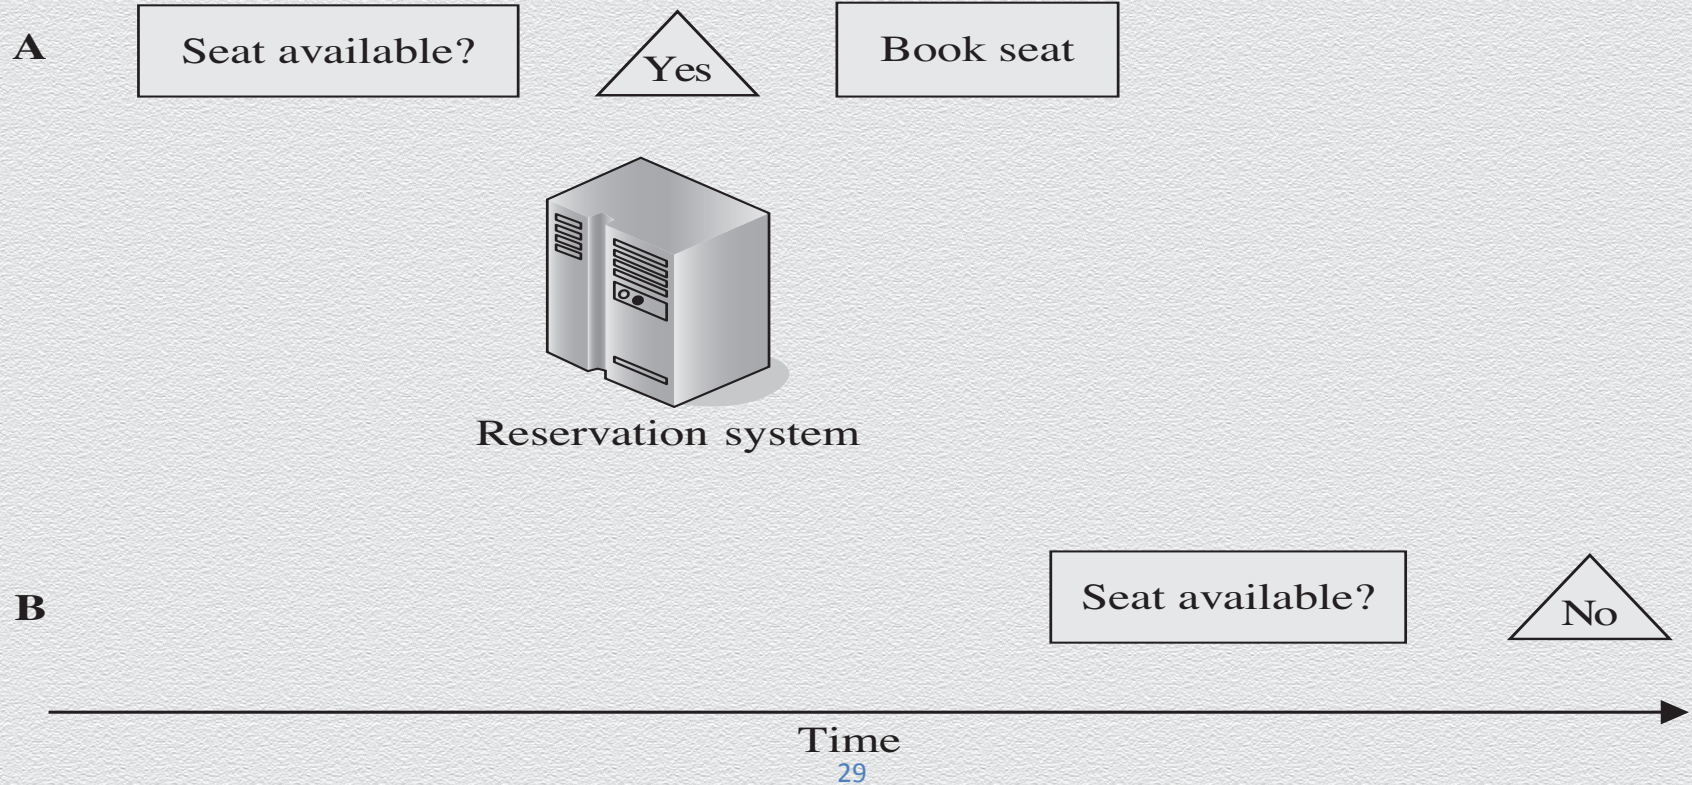 A
Seat available?
Yes
Book seat
Reservation system
B
Seat available?
No
Time
29